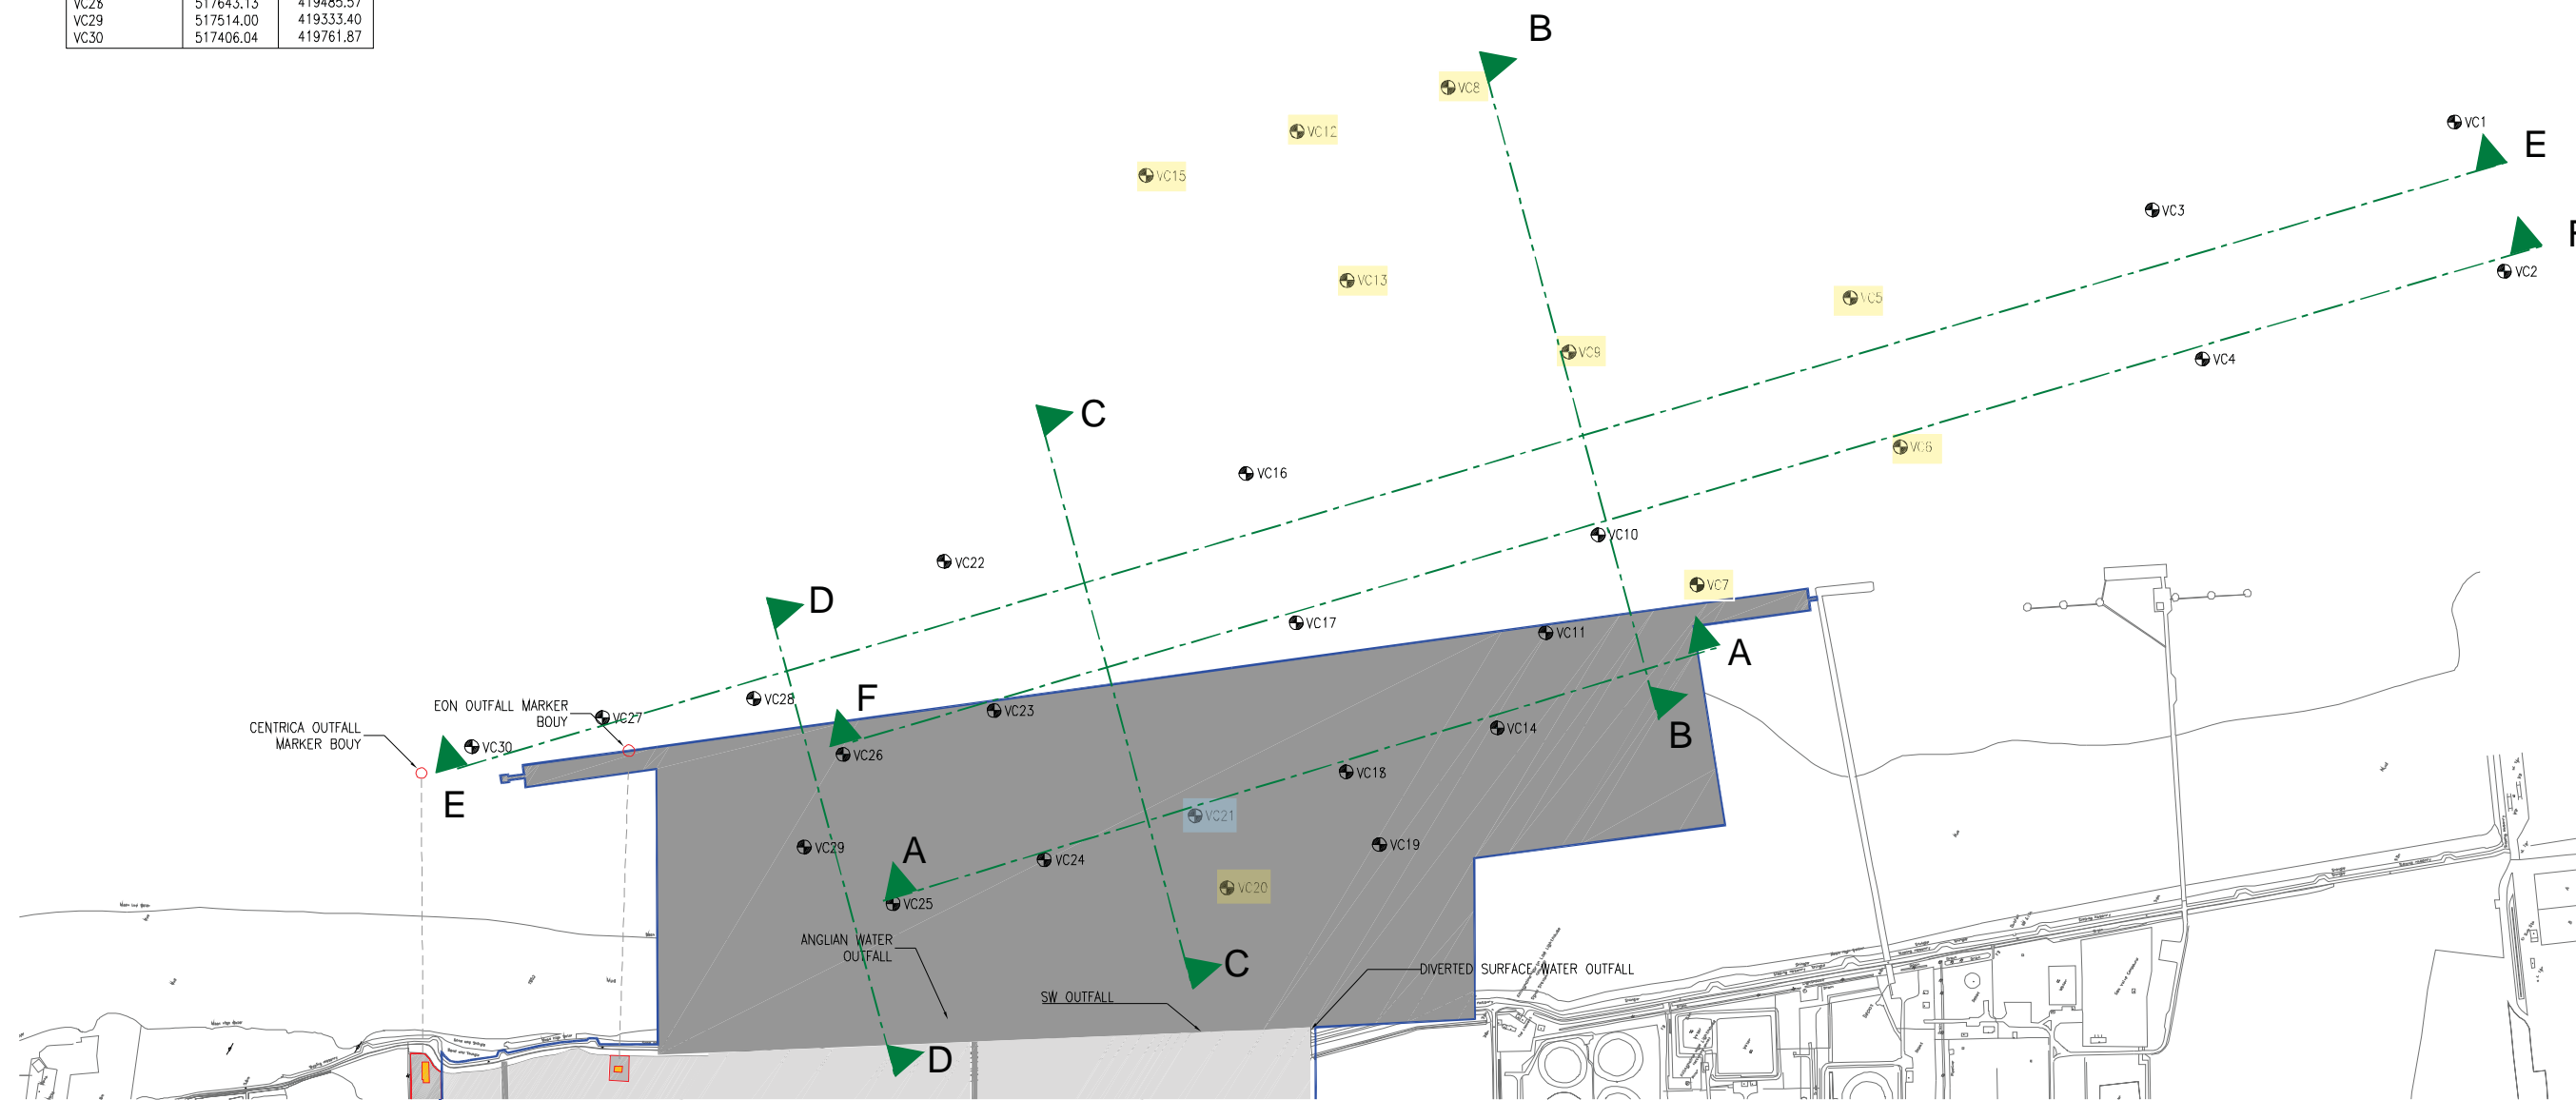 VC28 517643.13 419485.57
VC29 517514.00 419333.40
VC30 517406.04 419761.87
B
VC8
VC12
VC1
E
VC15
VC3
F
VC2
VC13
VC5
VC9
VC4
C
VC6
VC16
VC10
VC22
VC7
D
VC17
VC11
A
F
VC28
EON OUTFALL MARKER
BOUY
VC27
VC23
CENTRICA OUTFALL
MARKER BOUY
VC30
VC26
VC14
B
VC18
E
VC21
VC29
A
VC24
VC19
VC20
VC25
ANGLIAN WATER
OUTFALL
C
DIVERTED SURFACE WATER OUTFALL
SW OUTFALL
D